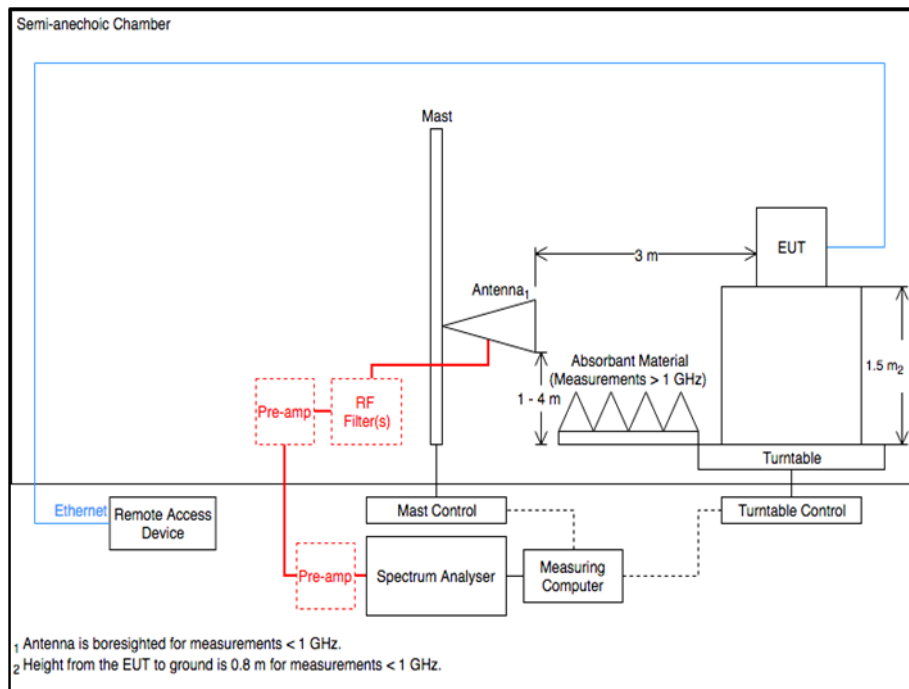 Semi-anechoic Chamber
Mast
EUT
3 m
Antenna1
1.5 m2
Absorbant Material
(Measurements > 1 GHz)
1 - 4 m
Pre-amp
RF
Filter(s)
Turntable
Ethernet
Remote Access
Device
Mast Control
Turntable Control
Pre-amp
Spectrum Analyser
Measuring
Computer
1 Antenna is boresighted for measurements < 1 GHz.
2 Height from the EUT to ground is 0.8 m for measurements < 1 GHz.